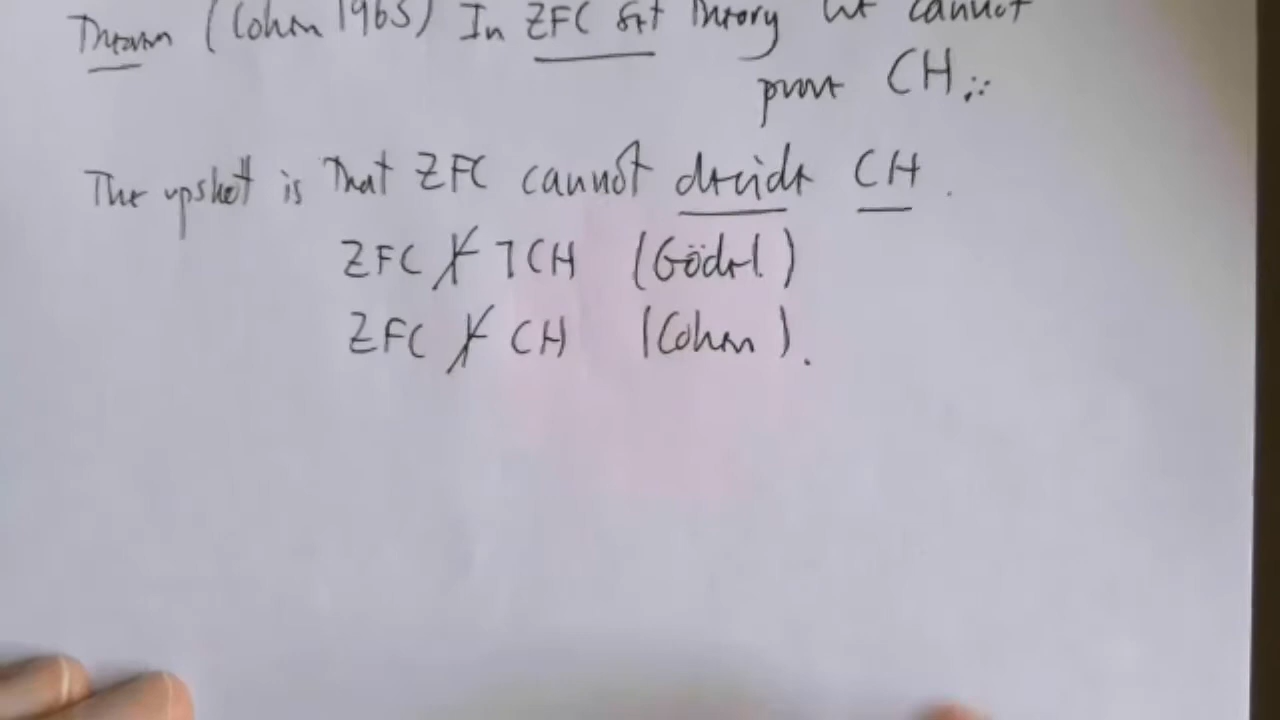 Theorem (Cohen 1965) In ZFC set theory we cannot
prove CH.
The upshot is that ZFC cannot decide CH.
ZFC ⊬ ¬CH (Gödel)
ZFC ⊬ CH (Cohen).